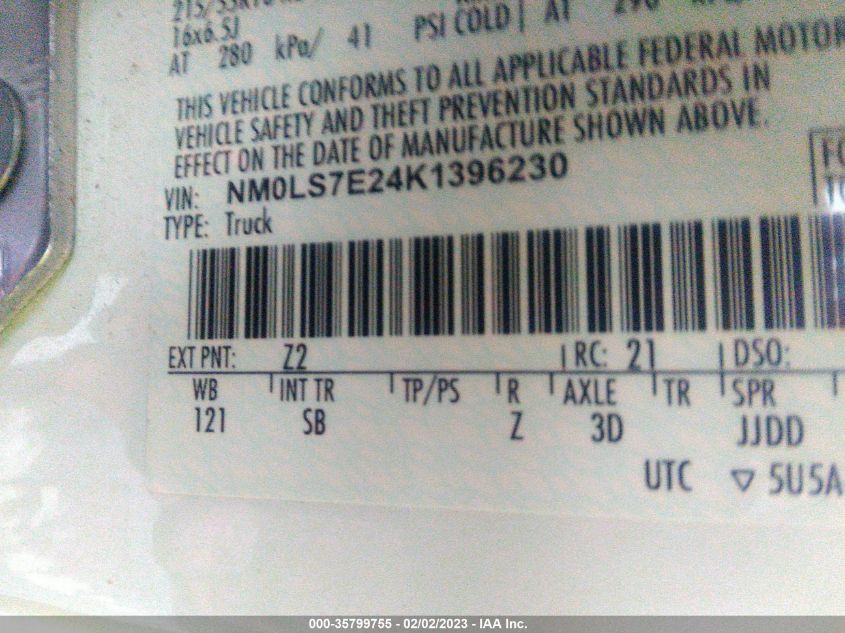 215/55R16
16x6.5J
AT 280 kPa/ 41 PSI COLD | AT 290
THIS VEHICLE CONFORMS TO ALL APPLICABLE FEDERAL MOTOR
VEHICLE SAFETY AND THEFT PREVENTION STANDARDS IN
EFFECT ON THE DATE OF MANUFACTURE SHOWN ABOVE.
VIN: NM0LS7E24K1396230
TYPE: Truck
EXT PNT: Z2 | RC: 21 | DSO:
WB | INT TR | TP/PS | R | AXLE | TR | SPR |
121 SB Z 3D JJDD
UTC ▽ 5U5A
000-35799755 - 02/02/2023 - IAA Inc.